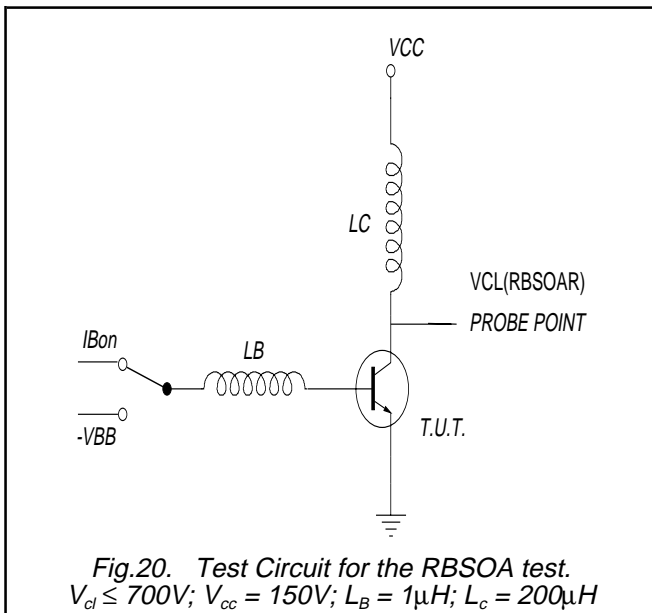 VCC
LC
VCL(RBSOAR)
PROBE POINT
IBon
LB
-VBB
T.U.T.
Fig.20. Test Circuit for the RBSOA test.
Vcl ≤ 700V; Vcc = 150V; LB = 1µH; Lc = 200µH